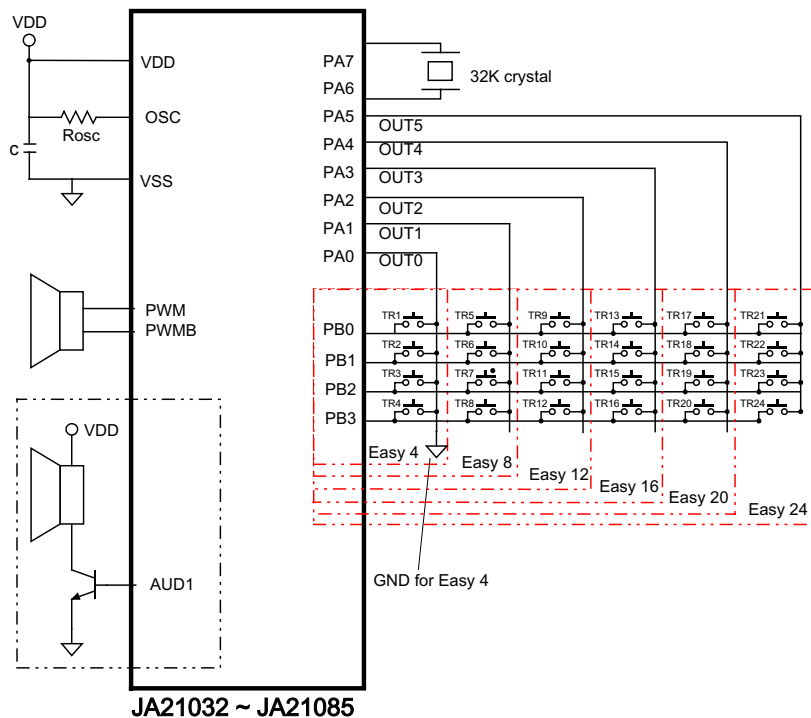 VDD
VDD
OSC
Rosc
C
VSS
PWM
PWMB
VDD
AUD1
PA7
PA6
PA5
PA4
PA3
PA2
PA1
PA0
32K crystal
OUT5
OUT4
OUT3
OUT2
OUT1
OUT0
PB0
PB1
PB2
PB3
TR1 TR5 TR9 TR13 TR17 TR21
TR2 TR6 TR10 TR14 TR18 TR22
TR3 TR7 TR11 TR15 TR19 TR23
TR4 TR8 TR12 TR16 TR20 TR24
Easy 4
Easy 8
Easy 12
Easy 16
Easy 20
Easy 24
GND for Easy 4
JA21032 ~ JA21085